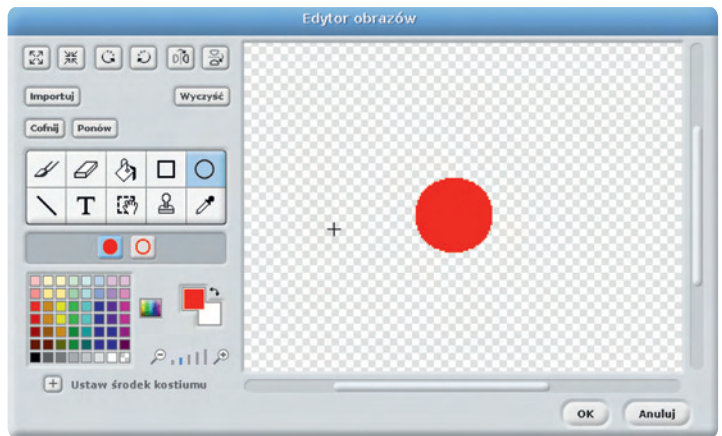 Edytor obrazów
Importuj
Wyczyść
Cofnij
Ponów
T
Ustaw środek kostiumu
OK
Anuluj